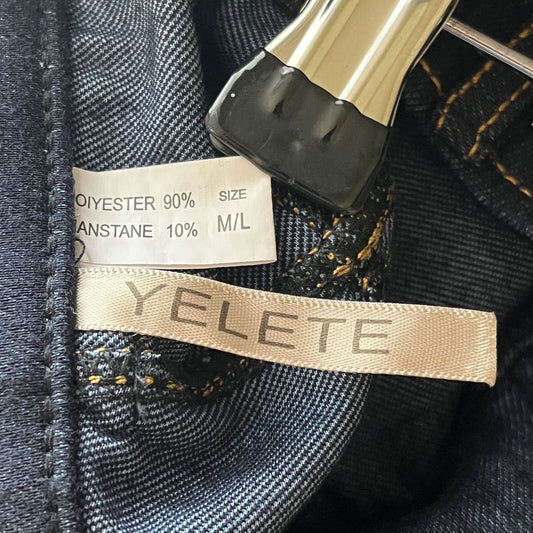 OIYESTER 90% SIZE
ANSTANE 10% M/L
YELETE